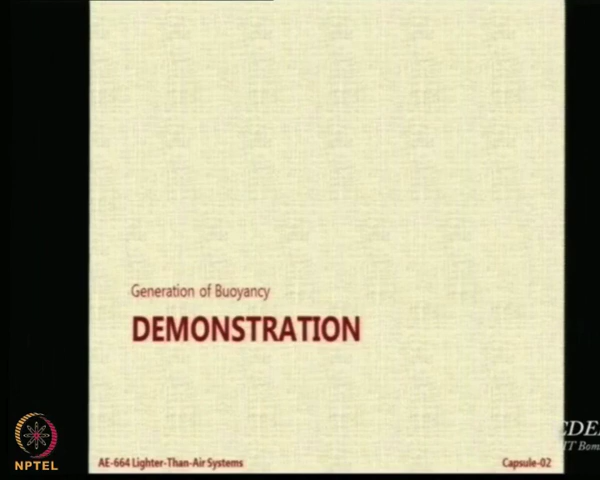 Generation of Buoyancy
DEMONSTRATION
NPTEL
AE-664 Lighter-Than-Air Systems
Capsule-02